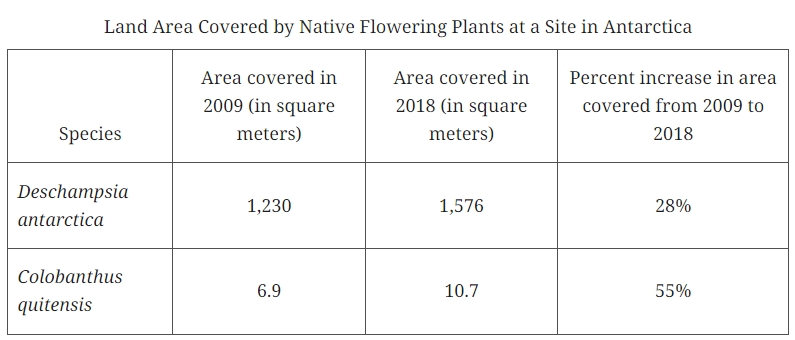 Land Area Covered by Native Flowering Plants at a Site in Antarctica
Species
Area covered in
2009 (in square
meters)
Area covered in
2018 (in square
meters)
Percent increase in area
covered from 2009 to
2018
Deschampsia
antarctica
1,230
1,576
28%
Colobanthus
quitensis
6.9
10.7
55%